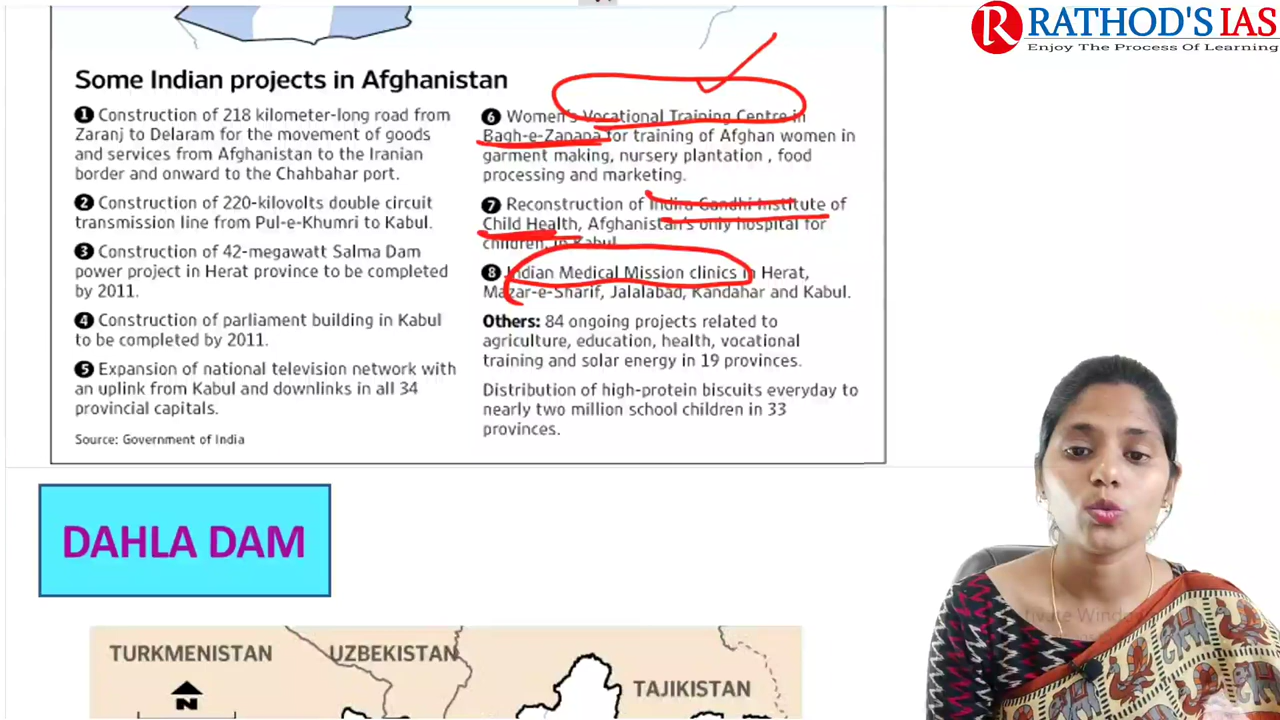 RATHOD'S IAS
R
Enjoy The Process Of Learning
Some Indian projects in Afghanistan
1 Construction of 218 kilometer-long road from
Zaranj to Delaram for the movement of goods
and services from Afghanistan to the Iranian
border and onward to the Chahbahar port.
2 Construction of 220-kilovolts double circuit
transmission line from Pul-e-Khumri to Kabul.
3 Construction of 42-megawatt Salma Dam
power project in Herat province to be completed
by 2011.
4 Construction of parliament building in Kabul
to be completed by 2011.
5 Expansion of national television network with
an uplink from Kabul and downlinks in all 34
provincial capitals.
Source: Government of India
6 Women's Vocational Training Centre in
Bagh-e-Zanana for training of Afghan women in
garment making, nursery plantation , food
processing and marketing.
7 Reconstruction of Indira Gandhi Institute of
Child Health, Afghanistan's only hospital for
children, in Kabul
8 Indian Medical Mission clinics in Herat,
Mazar-e-Sharif, Jalalabad, Kandahar and Kabul.
Others: 84 ongoing projects related to
agriculture, education, health, vocational
training and solar energy in 19 provinces.
Distribution of high-protein biscuits everyday to
nearly two million school children in 33
provinces.
DAHLA DAM
TURKMENISTAN
UZBEKISTAN
TAJIKISTAN
N